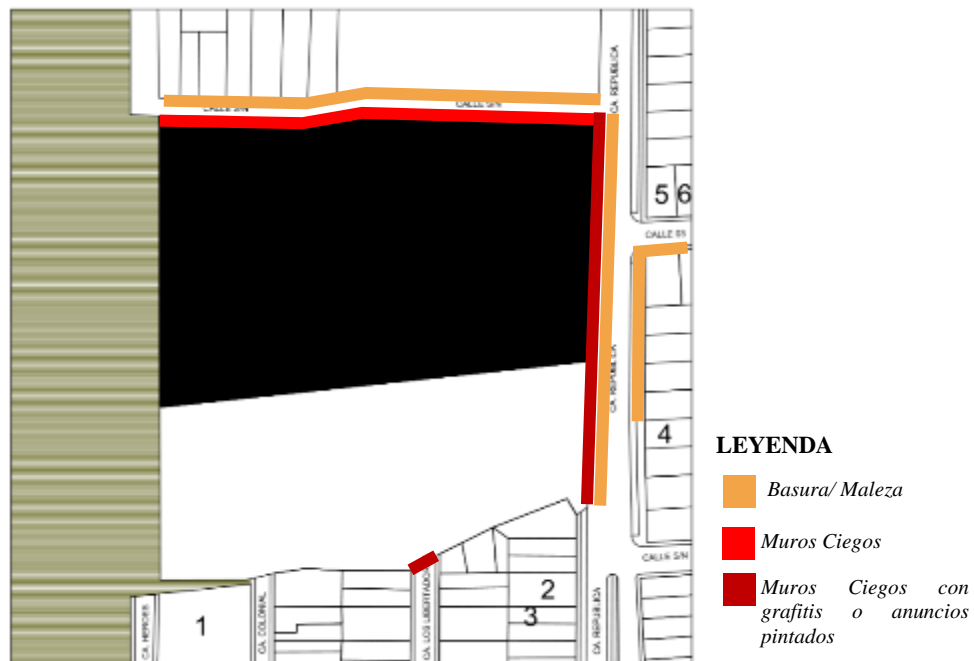 CA. REPUBLICA
CALLE S/N
CALLE S/N
5 6
CALLE S/N
CA. REPUBLICA
4
LEYENDA
Basura/ Maleza
Muros Ciegos
Muros Ciegos con
grafitis o anuncios
pintados
CALLE S/N
1
2
3
CA. HEROES
CA. COLONIAL
CA. LOS LIBERTADO
CA. REPUBLICA